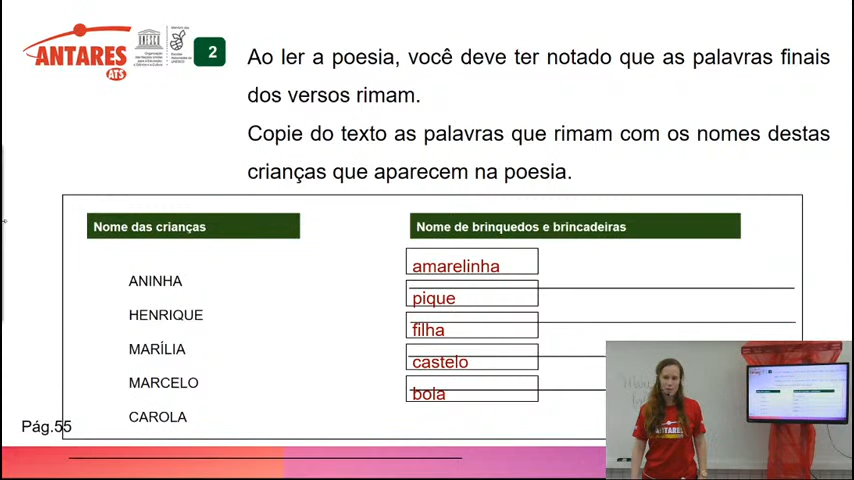 ANTARES
ATS
2
Ao ler a poesia, você deve ter notado que as palavras finais
dos versos rimam.
Copie do texto as palavras que rimam com os nomes destas
crianças que aparecem na poesia.
Nome das crianças
Nome de brinquedos e brincadeiras
ANINHA
amarelinha
HENRIQUE
pique
MARÍLIA
filha
MARCELO
castelo
CAROLA
bola
Pág.55
ANTARES